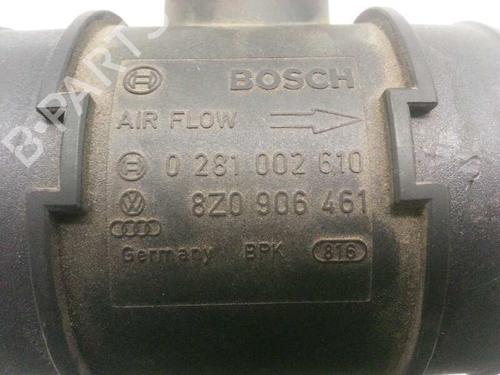 BOSCH
AIR FLOW
0 281 002 610
8Z0 906 461
Germany BPK 816
B-PARTS